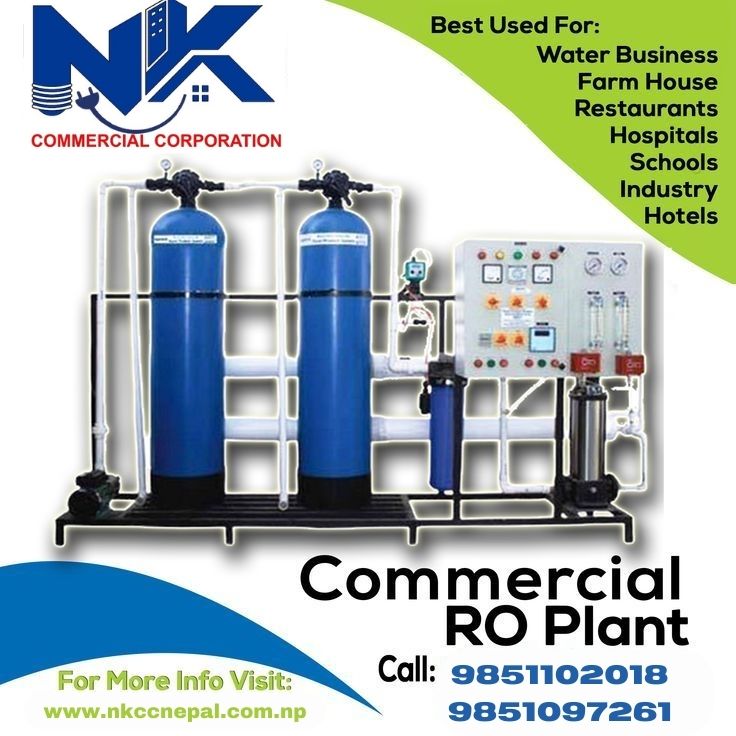 NK
COMMERCIAL CORPORATION
Best Used For:
Water Business
Farm House
Restaurants
Hospitals
Schools
Industry
Hotels
Commercial
RO Plant
Call: 9851102018
9851097261
For More Info Visit:
www.nkccnepal.com.np